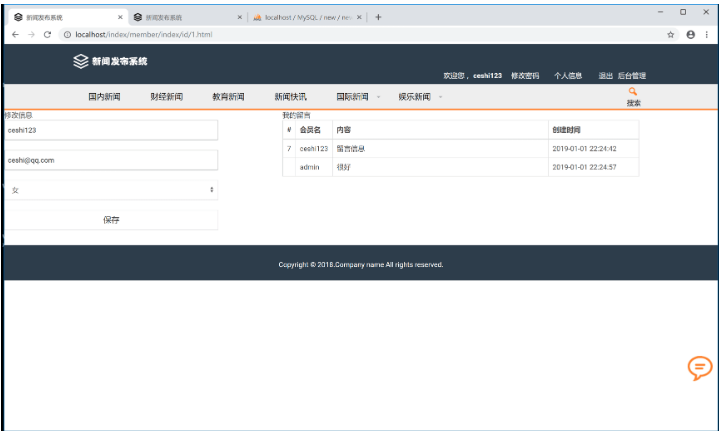 新闻发布系统
新闻发布系统
localhost / MySQL / new / ne
localhost/index/member/index/id/1.html
新闻发布系统
欢迎您，ceshi123 修改密码 个人信息 退出 后台管理
国内新闻 财经新闻 教育新闻 新闻快讯 国际新闻 娱乐新闻 搜索
修改信息
ceshi123
ceshi@qq.com
女
保存
我的留言
# 会员名 内容 创建时间
7 ceshi123 留言信息 2019-01-01 22:24:42
admin 很好 2019-01-01 22:24:57
Copyright © 2018.Company name All rights reserved.